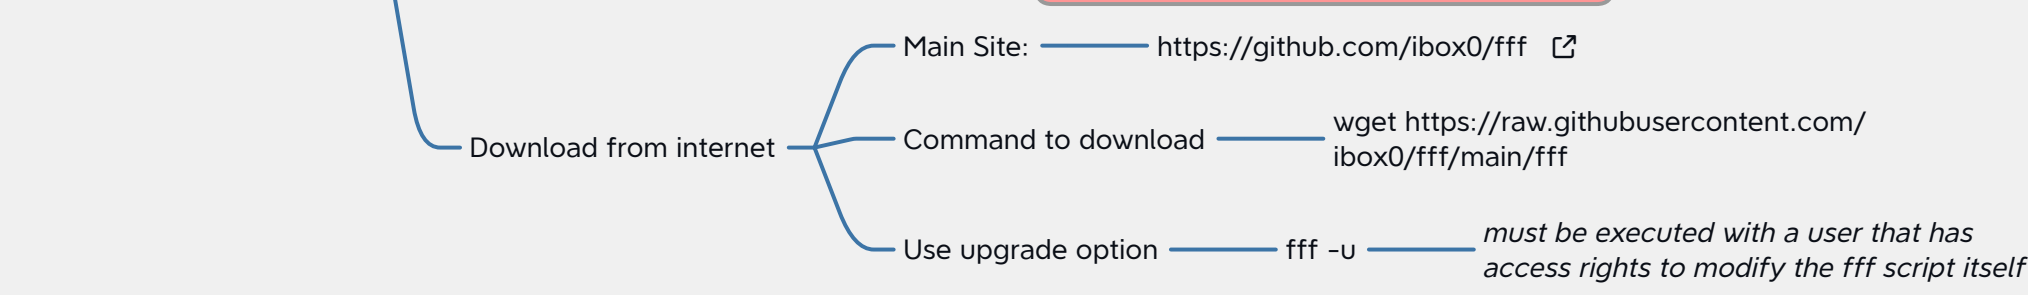 Main Site: https://github.com/ibox0/fff
Download from internet
Command to download
wget https://raw.githubusercontent.com/
ibox0/fff/main/fff
Use upgrade option
fff -u
must be executed with a user that has
access rights to modify the fff script itself